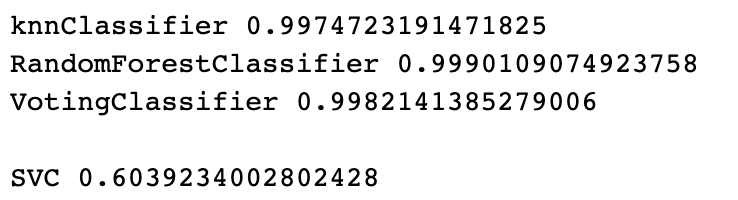 knnClassifier 0.9974723191471825
RandomForestClassifier 0.9990109074923758
VotingClassifier 0.9982141385279006
SVC 0.6039234002802428